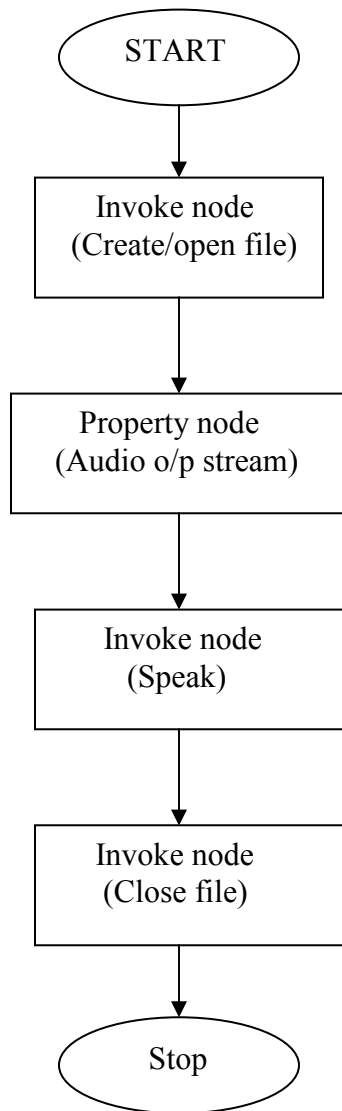 START
Invoke node
(Create/open file)
Property node
(Audio o/p stream)
Invoke node
(Speak)
Invoke node
(Close file)
Stop